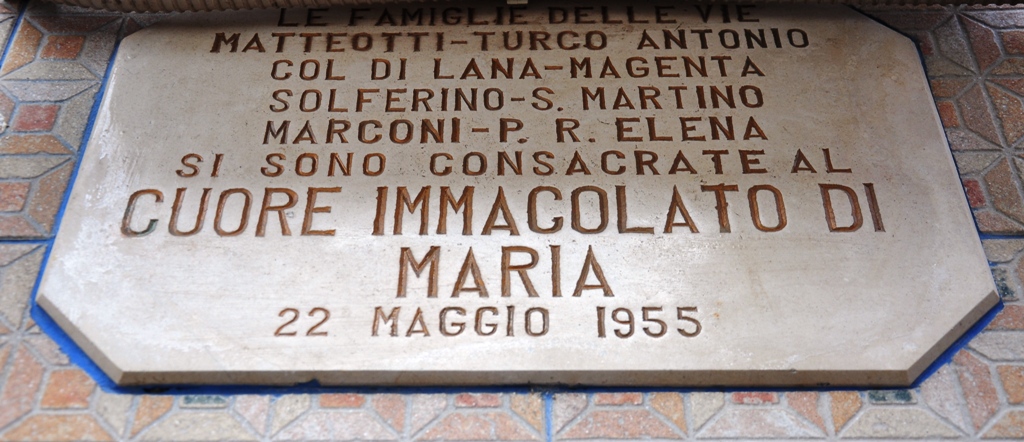 LE FAMIGLIE DELLE VIE
MATTEOTTI-TURCO ANTONIO
COL DI LANA-MAGENTA
SOLFERINO-S. MARTINO
MARCONI-P. R. ELENA
SI SONO CONSACRATE AL
CUORE IMMACOLATO DI
MARIA
22 MAGGIO 1955